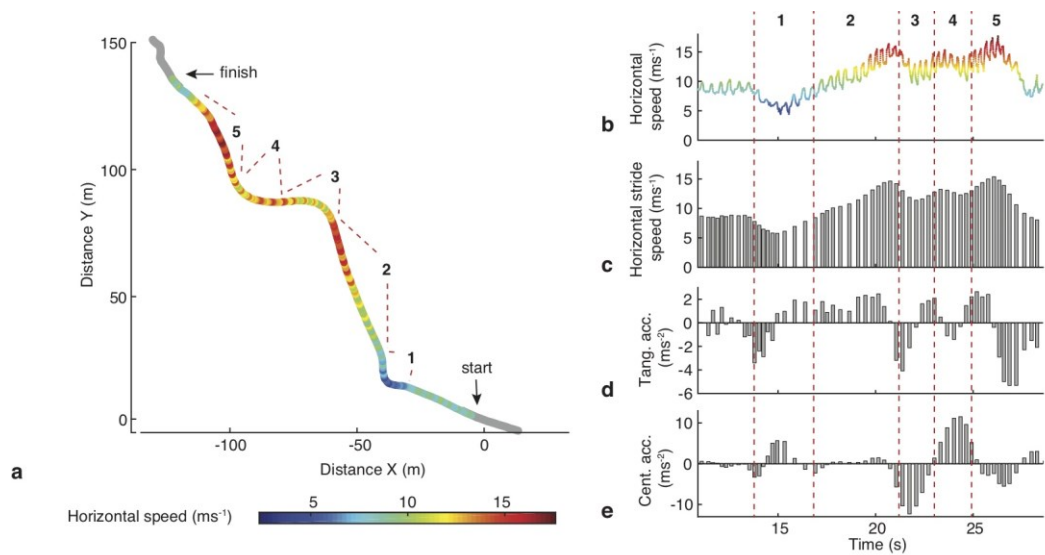 150
100
50
0
Distance Y (m)
-100
-50
0
Distance X (m)
finish
start
5
4
3
2
1
a
Horizontal speed (ms⁻¹)
5
10
15
1
2
3
4
5
Horizontal
speed (ms⁻¹)
15
10
5
0
b
Horizontal stride
speed (ms⁻¹)
15
10
5
0
c
Tang. acc.
(ms⁻²)
2
0
-2
-4
-6
d
Cent. acc.
(ms⁻²)
10
0
-10
e
15
20
25
Time (s)